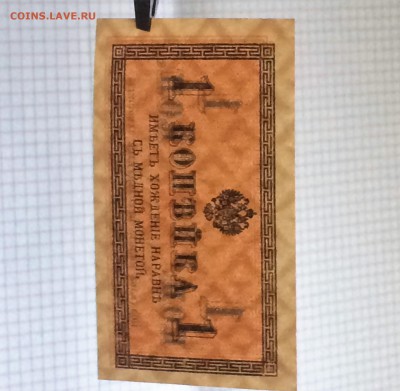 COINS.LAVE.RU
1 КОПѢЙКА 1
ИМѢЕТЪ ХОЖДЕНІЕ НАРАВНѢ
СЪ МѢДНОЙ МОНЕТОЙ.